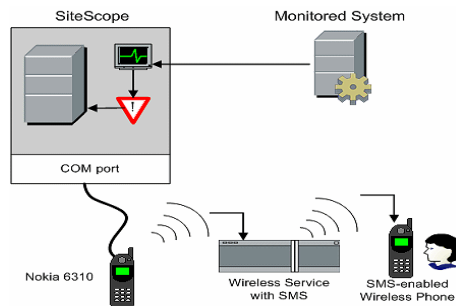 SiteScope
Monitored System
!
COM port
Nokia 6310
Wireless Service
with SMS
SMS-enabled
Wireless Phone